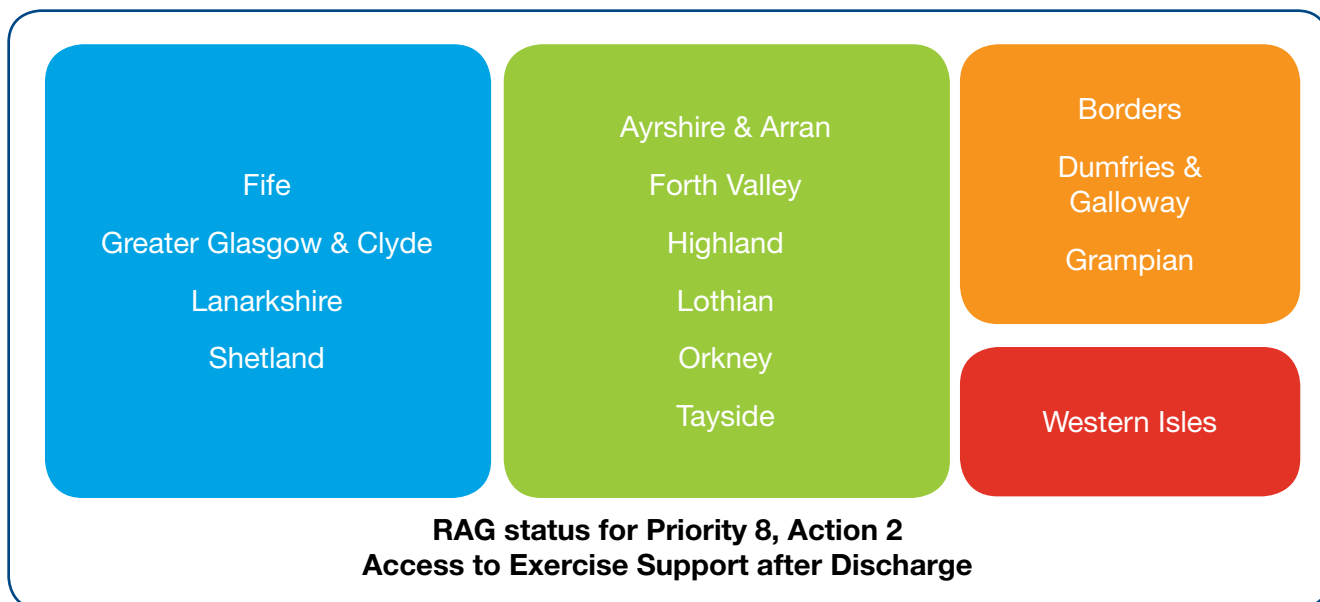 Fife
Greater Glasgow & Clyde
Lanarkshire
Shetland
Ayrshire & Arran
Forth Valley
Highland
Lothian
Orkney
Tayside
Borders
Dumfries &
Galloway
Grampian
Western Isles
RAG status for Priority 8, Action 2
Access to Exercise Support after Discharge